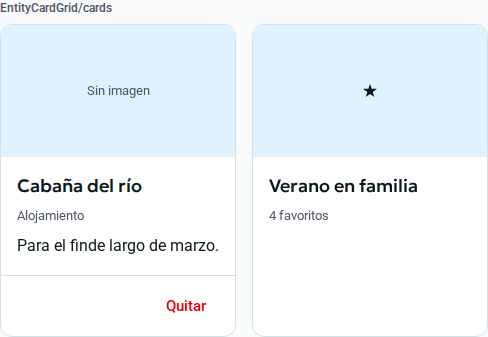 EntityCardGrid/cards
Sin imagen
Cabaña del río
Alojamiento
Para el finde largo de marzo.
Quitar
★
Verano en familia
4 favoritos